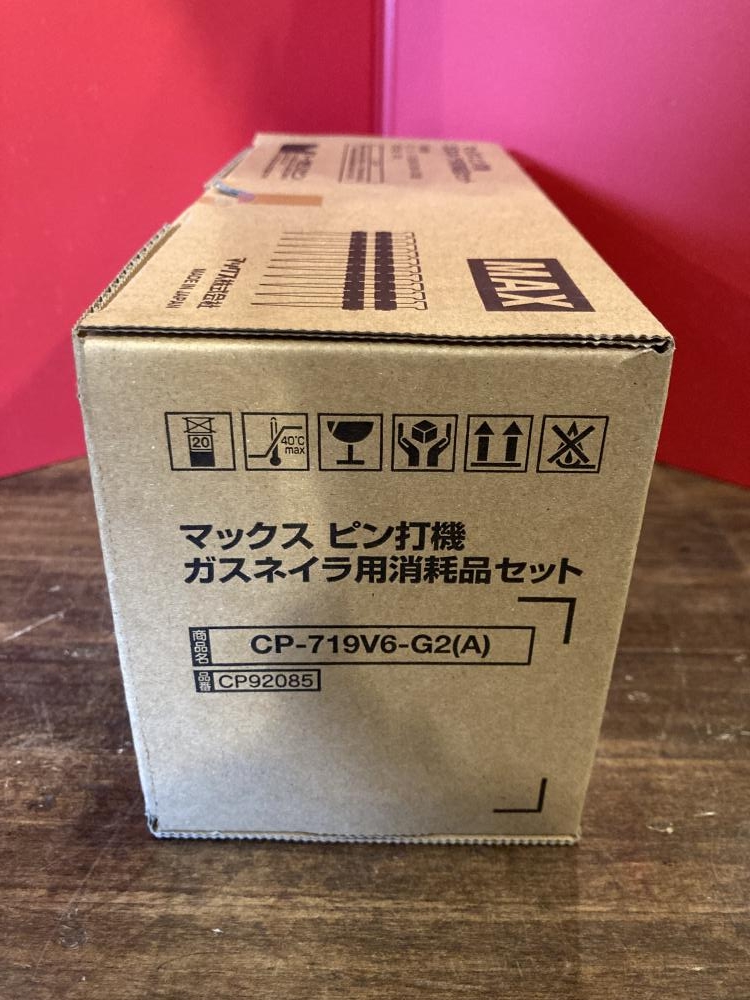 MAX
マックス株式会社
MADE IN JAPAN
20
40℃
max
マックス ピン打機
ガスネイラ用消耗品セット
商品名
CP-719V6-G2(A)
品番
CP92085